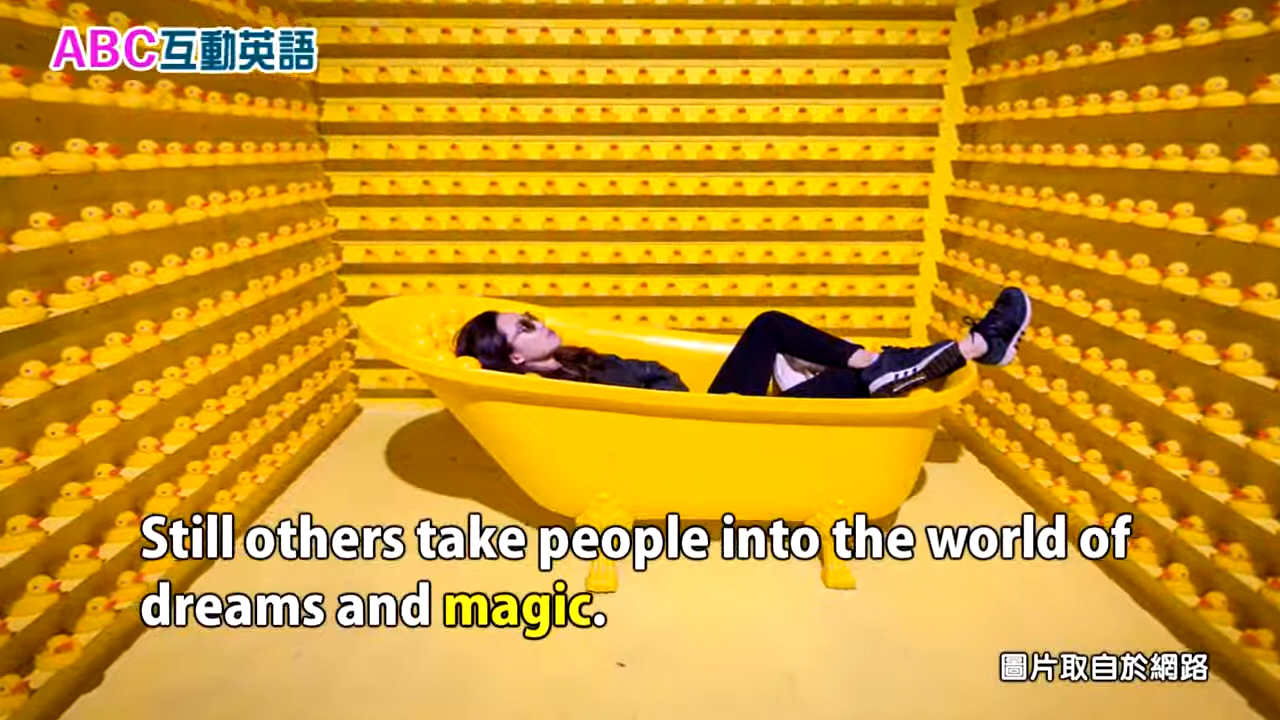 ABC互動英語
Still others take people into the world of
dreams and magic.
圖片取自於網路